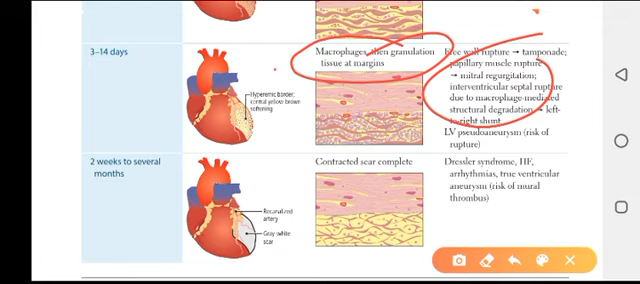 3–14 days
Macrophages, then granulation
tissue at margins
Free wall rupture → tamponade;
papillary muscle rupture
→ mitral regurgitation;
interventricular septal rupture
due to macrophage-mediated
structural degradation → left-
to-right shunt
LV pseudoaneurysm (risk of
rupture)
Hyperemic border;
central yellow-brown
softening
2 weeks to several
months
Contracted scar complete
Dressler syndrome, HF,
arrhythmias, true ventricular
aneurysm (risk of mural
thrombus)
Recanalized
artery
Gray-white
scar